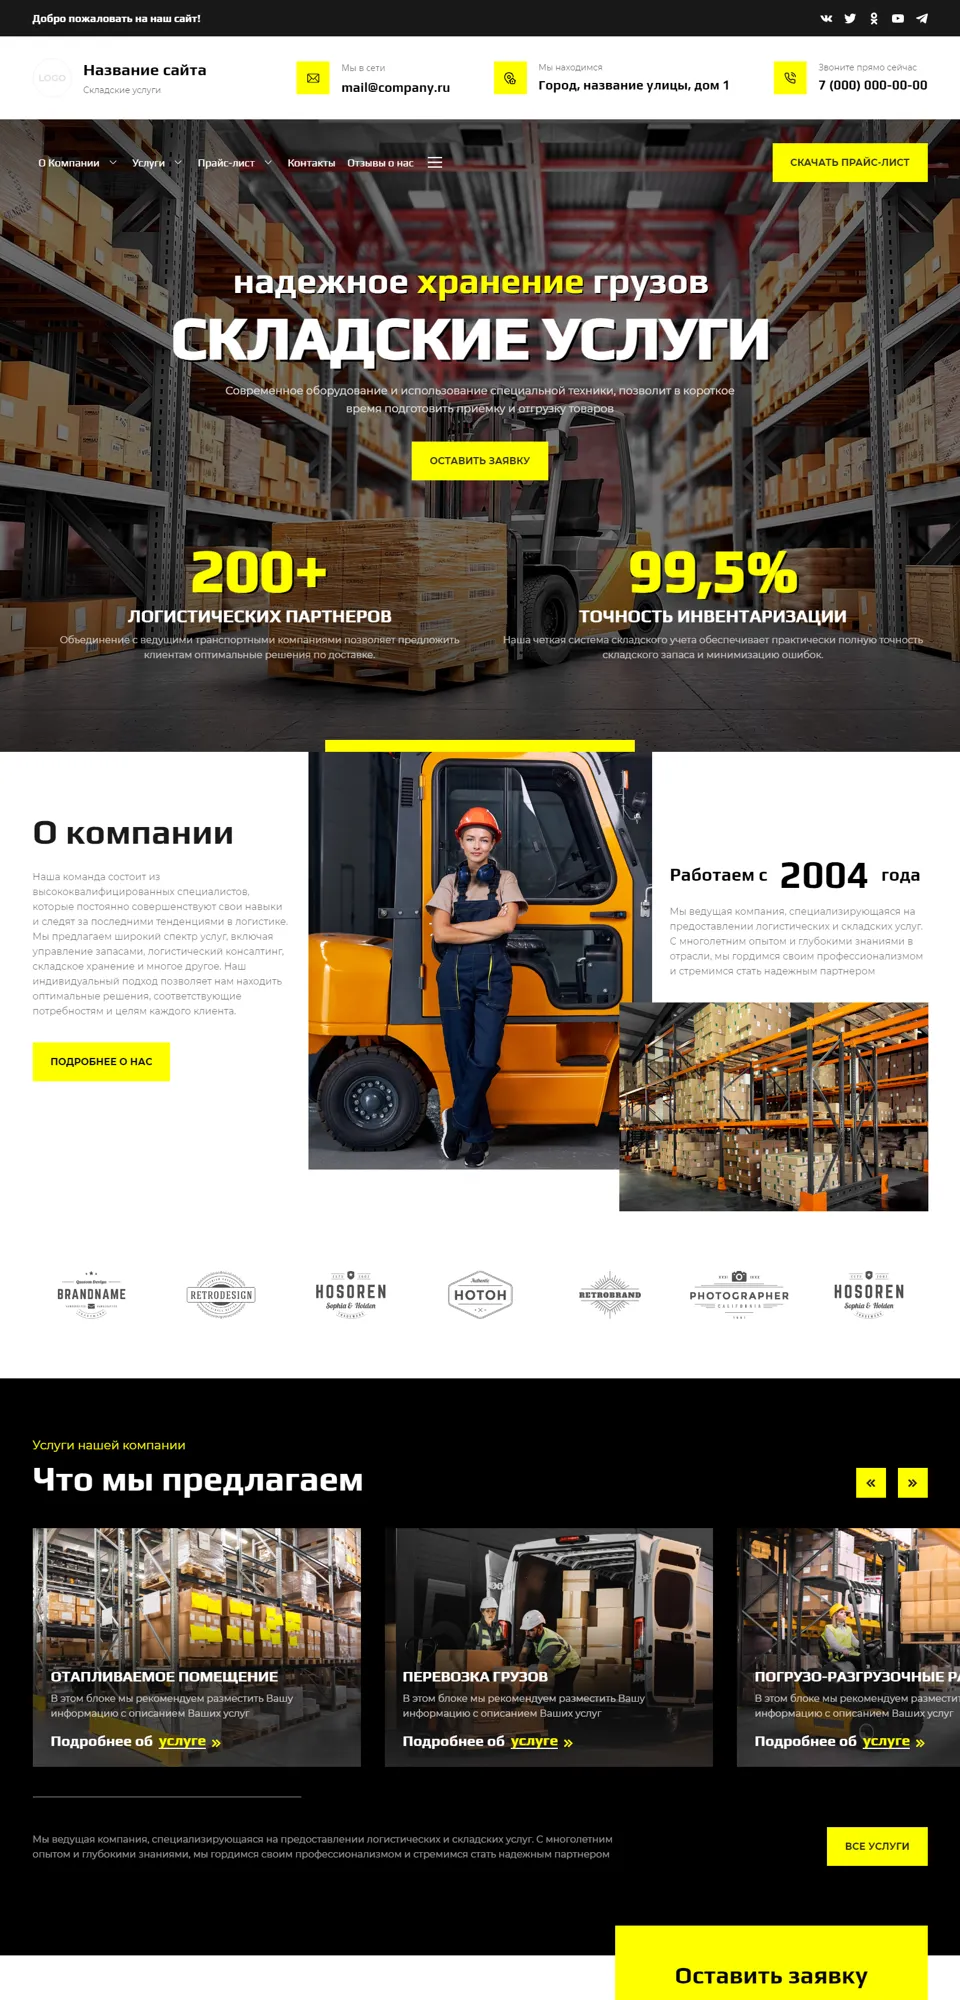 Добро пожаловать на наш сайт!
LOGO
Название сайта
Складские услуги
Мы в сети
mail@company.ru
Мы находимся
Город, название улицы, дом 1
Звоните прямо сейчас
7 (000) 000-00-00
О Компании Услуги Прайс-лист Контакты Отзывы о нас
СКАЧАТЬ ПРАЙС-ЛИСТ
надежное хранение грузов
СКЛАДСКИЕ УСЛУГИ
Современное оборудование и использование специальной техники, позволит в короткое
время подготовить приёмку и отгрузку товаров
ОСТАВИТЬ ЗАЯВКУ
200+
ЛОГИСТИЧЕСКИХ ПАРТНЕРОВ
Объединение с ведущими транспортными компаниями позволяет предложить
клиентам оптимальные решения по доставке.
99,5%
ТОЧНОСТЬ ИНВЕНТАРИЗАЦИИ
Наша четкая система складского учета обеспечивает практически полную точность
складского запаса и минимизацию ошибок.
О компании
Наша команда состоит из
высококвалифицированных специалистов,
которые постоянно совершенствуют свои навыки
и следят за последними тенденциями в логистике.
Мы предлагаем широкий спектр услуг, включая
управление запасами, логистический консалтинг,
складское хранение и многое другое. Наш
индивидуальный подход позволяет нам находить
оптимальные решения, соответствующие
потребностям и целям каждого клиента.
ПОДРОБНЕЕ О НАС
Работаем с 2004 года
Мы ведущая компания, специализирующаяся на
предоставлении логистических и складских услуг.
С многолетним опытом и глубокими знаниями в
отрасли, мы гордимся своим профессионализмом
и стремимся стать надежным партнером
Quantum Design
BRANDNAME
RETRODESIGN
HOSOREN
Sophia & Holden
Authentic
HOTOH
RETROBRAND
PHOTOGRAPHER
CALIFORNIA
HOSOREN
Sophia & Holden
Услуги нашей компании
Что мы предлагаем
« »
ОТАПЛИВАЕМОЕ ПОМЕЩЕНИЕ
В этом блоке мы рекомендуем разместить Вашу
информацию с описанием Ваших услуг
Подробнее об услуге »
ПЕРЕВОЗКА ГРУЗОВ
В этом блоке мы рекомендуем разместить Вашу
информацию с описанием Ваших услуг
Подробнее об услуге »
ПОГРУЗО-РАЗГРУЗОЧНЫЕ РА
В этом блоке мы рекомендуем разместит
информацию с описанием Ваших услуг
Подробнее об услуге »
Мы ведущая компания, специализирующаяся на предоставлении логистических и складских услуг. С многолетним
опытом и глубокими знаниями, мы гордимся своим профессионализмом и стремимся стать надежным партнером
ВСЕ УСЛУГИ
Оставить заявку